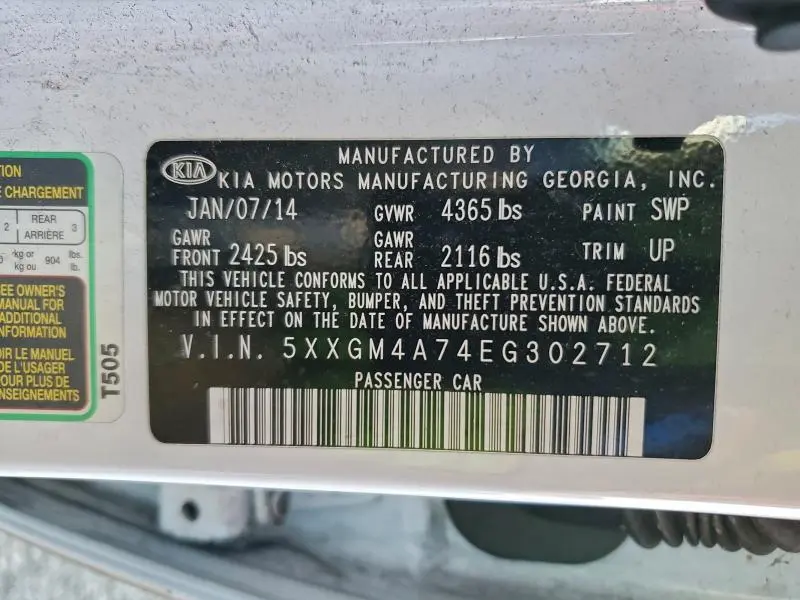 TION
E CHARGEMENT
2 REAR 3
ARRIÈRE
kg or 904 lbs.
kg ou lb.
EE OWNER'S
MANUAL FOR
ADDITIONAL
NFORMATION
OIR LE MANUEL
DE L'USAGER
POUR PLUS DE
ENSEIGNEMENTS
T505
MANUFACTURED BY
KIA KIA MOTORS MANUFACTURING GEORGIA, INC.
JAN/07/14 GVWR 4365 lbs PAINT SWP
GAWR GAWR
FRONT 2425 lbs REAR 2116 lbs TRIM UP
THIS VEHICLE CONFORMS TO ALL APPLICABLE U.S.A. FEDERAL
MOTOR VEHICLE SAFETY, BUMPER, AND THEFT PREVENTION STANDARDS
IN EFFECT ON THE DATE OF MANUFACTURE SHOWN ABOVE.
V.I.N. 5XXGM4A74EG302712
PASSENGER CAR